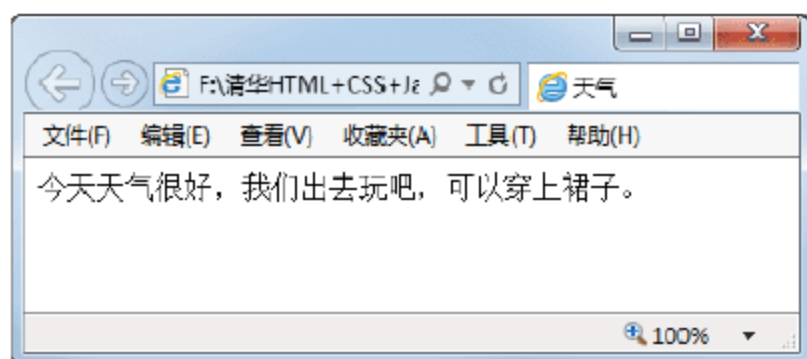 F:\清华HTML+CSS+Ja 天气
文件(F) 编辑(E) 查看(V) 收藏夹(A) 工具(T) 帮助(H)
今天天气很好，我们出去玩吧，可以穿上裙子。
100%